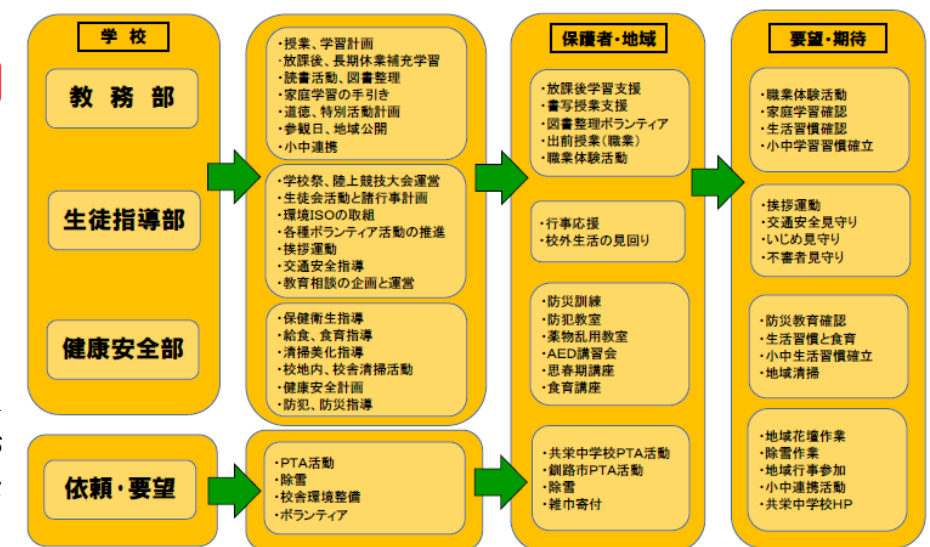 学校
教務部
生徒指導部
健康安全部
依頼・要望
・授業、学習計画
・放課後、長期休業補充学習
・読書活動、図書整理
・家庭学習の手引き
・道徳、特別活動計画
・参観日、地域公開
・小中連携
・学校祭、陸上競技大会運営
・生徒会活動と諸行事計画
・環境ISOの取組
・各種ボランティア活動の推進
・挨拶運動
・交通安全指導
・教育相談の企画と運営
・保健衛生指導
・給食、食育指導
・清掃美化指導
・校地内、校舎清掃活動
・健康安全計画
・防犯、防災指導
・PTA活動
・除雪
・校舎環境整備
・ボランティア
保護者・地域
・放課後学習支援
・書写授業支援
・図書整理ボランティア
・出前授業(職業)
・職業体験活動
・行事応援
・校外生活の見回り
・防災訓練
・防犯教室
・薬物乱用教室
・AED講習会
・思春期講座
・食育講座
・共栄中学校PTA活動
・釧路市PTA活動
・除雪
・雑巾寄付
要望・期待
・職業体験活動
・家庭学習確認
・生活習慣確認
・小中学習習慣確立
・挨拶運動
・交通安全見守り
・いじめ見守り
・不審者見守り
・防災教育確認
・生活習慣と食育
・小中生活習慣確立
・地域清掃
・地域花壇作業
・除雪作業
・地域行事参加
・小中連携活動
・共栄中学校HP